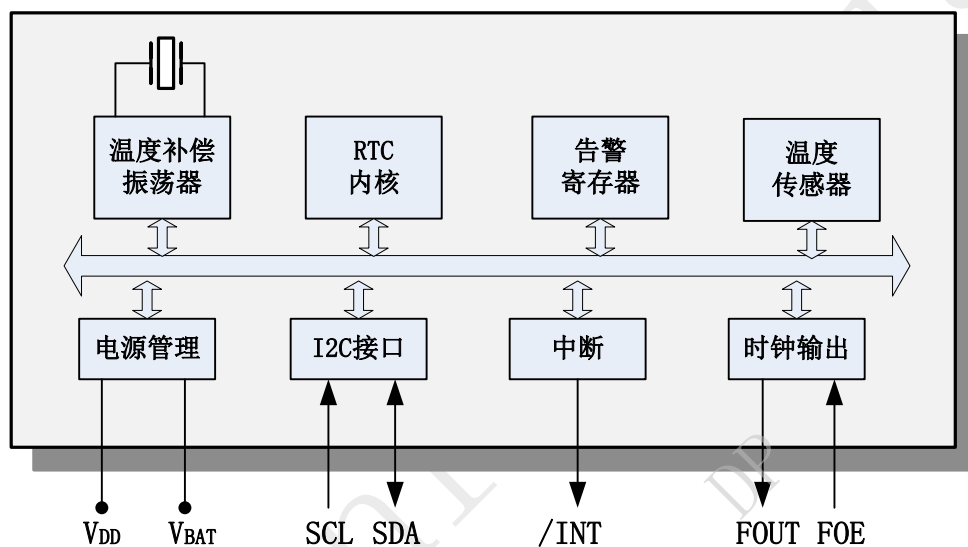 温度补偿
振荡器
RTC
内核
告警
寄存器
温度
传感器
电源管理
I2C接口
中断
时钟输出
VDD VBAT SCL SDA /INT FOUT FOE
DP